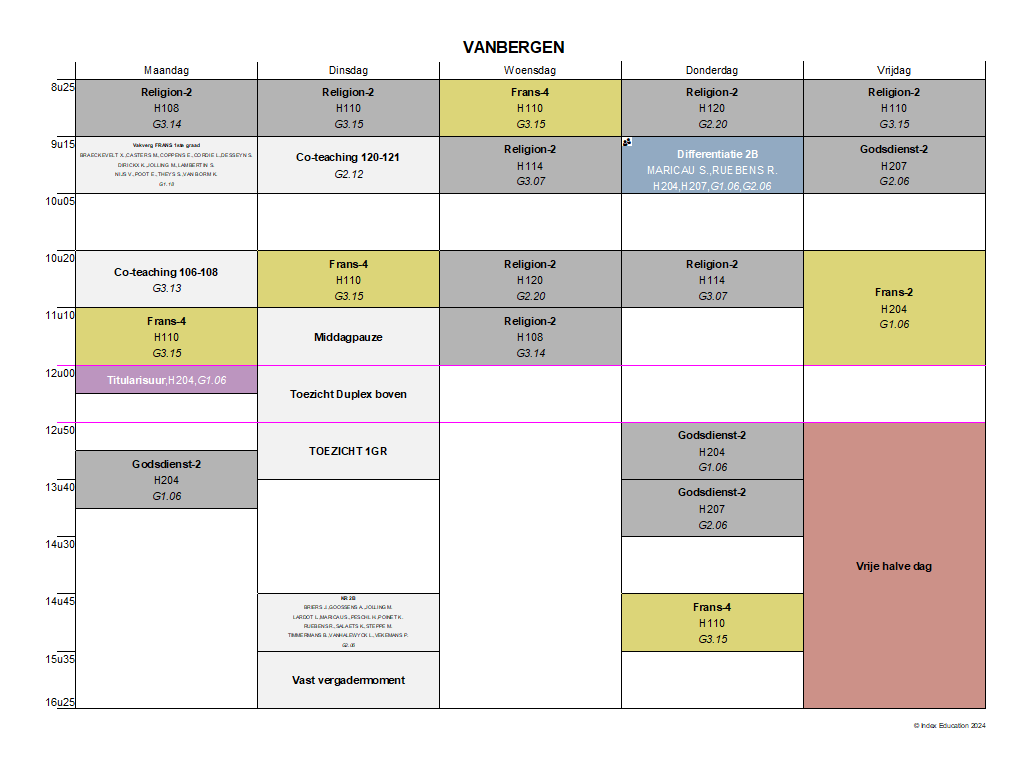 VANBERGEN
Maandag
Dinsdag
Woensdag
Donderdag
Vrijdag
8u25
9u15
10u05
10u20
11u10
12u00
12u50
13u40
14u30
14u45
15u35
16u25
Religion-2
H108
G3.14
Vakverg FRANS 1ste graad
BRAECKEVELT X.,CASTERS M.,COPPENS E.,CORDIE I.,DESSEYN S.
DIRICKX K.,JOLLING M.,LAMBERTIN S.
NIJS V.,POOT E.,THEYS S.,VAN BORM K.
G1.13
Co-teaching 106-108
G3.13
Frans-4
H110
G3.15
Titularisuur,H204,G1.06
Godsdienst-2
H204
G1.06
Religion-2
H110
G3.15
Co-teaching 120-121
G2.12
Frans-4
H110
G3.15
Middagpauze
Toezicht Duplex boven
TOEZICHT 1GR
KR 2B
BRIERS J.,GOOSSENS A.,JOLLING M.
LARDOT L.,MARICAU S.,PESCH I. H.,POINET K.
RUEBENS R.,SALAETS K.,STEPPE M.
TIMMERMANS B.,VANHALEWYCK L.,VEKEMANS P.
G2.06
Vast vergadermoment
Frans-4
H110
G3.15
Religion-2
H114
G3.07
Religion-2
H120
G2.20
Religion-2
H108
G3.14
Religion-2
H120
G2.20
Differentiatie 2B
MARICAU S.,RUEBENS R.
H204,H207,G1.06,G2.06
Religion-2
H114
G3.07
Godsdienst-2
H204
G1.06
Godsdienst-2
H207
G2.06
Frans-4
H110
G3.15
Religion-2
H110
G3.15
Godsdienst-2
H207
G2.06
Frans-2
H204
G1.06
Vrije halve dag
© Index Education 2024